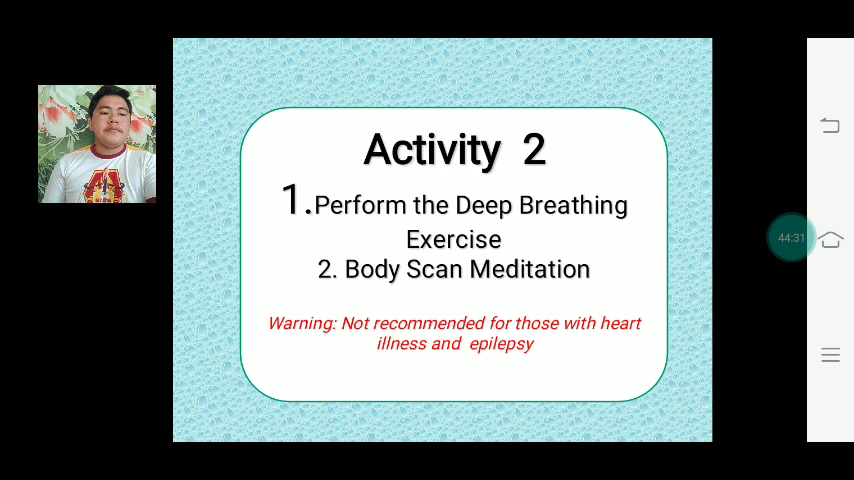 Activity 2
1.Perform the Deep Breathing
Exercise
2. Body Scan Meditation
Warning: Not recommended for those with heart
illness and epilepsy
44:31